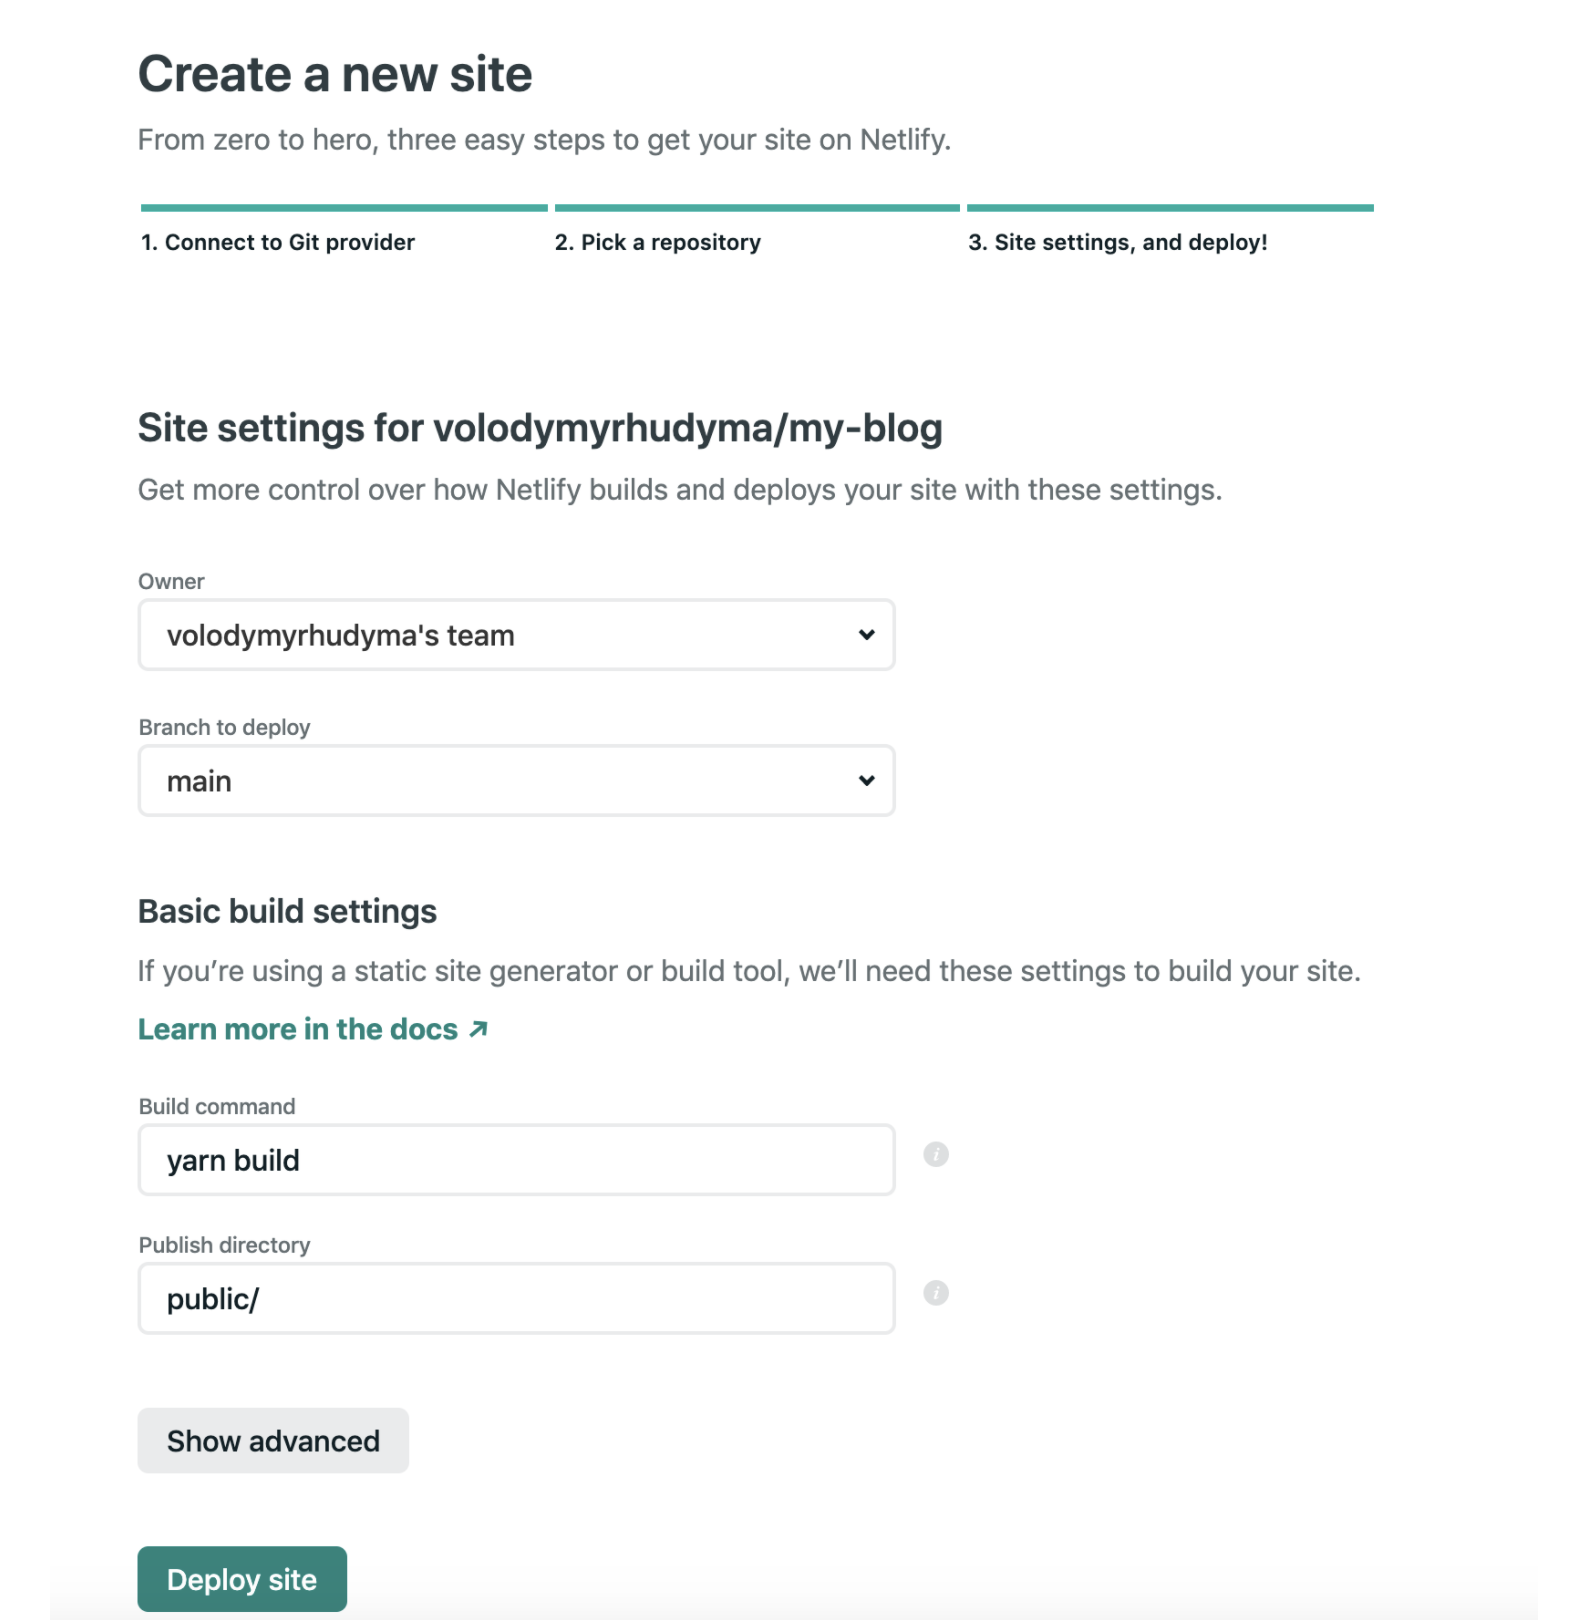 Create a new site
From zero to hero, three easy steps to get your site on Netlify.
1. Connect to Git provider
2. Pick a repository
3. Site settings, and deploy!
Site settings for volodymyrhudyma/my-blog
Get more control over how Netlify builds and deploys your site with these settings.
Owner
volodymyrhudyma's team
Branch to deploy
main
Basic build settings
If you’re using a static site generator or build tool, we’ll need these settings to build your site.
Learn more in the docs ↗
Build command
yarn build
i
Publish directory
public/
i
Show advanced
Deploy site